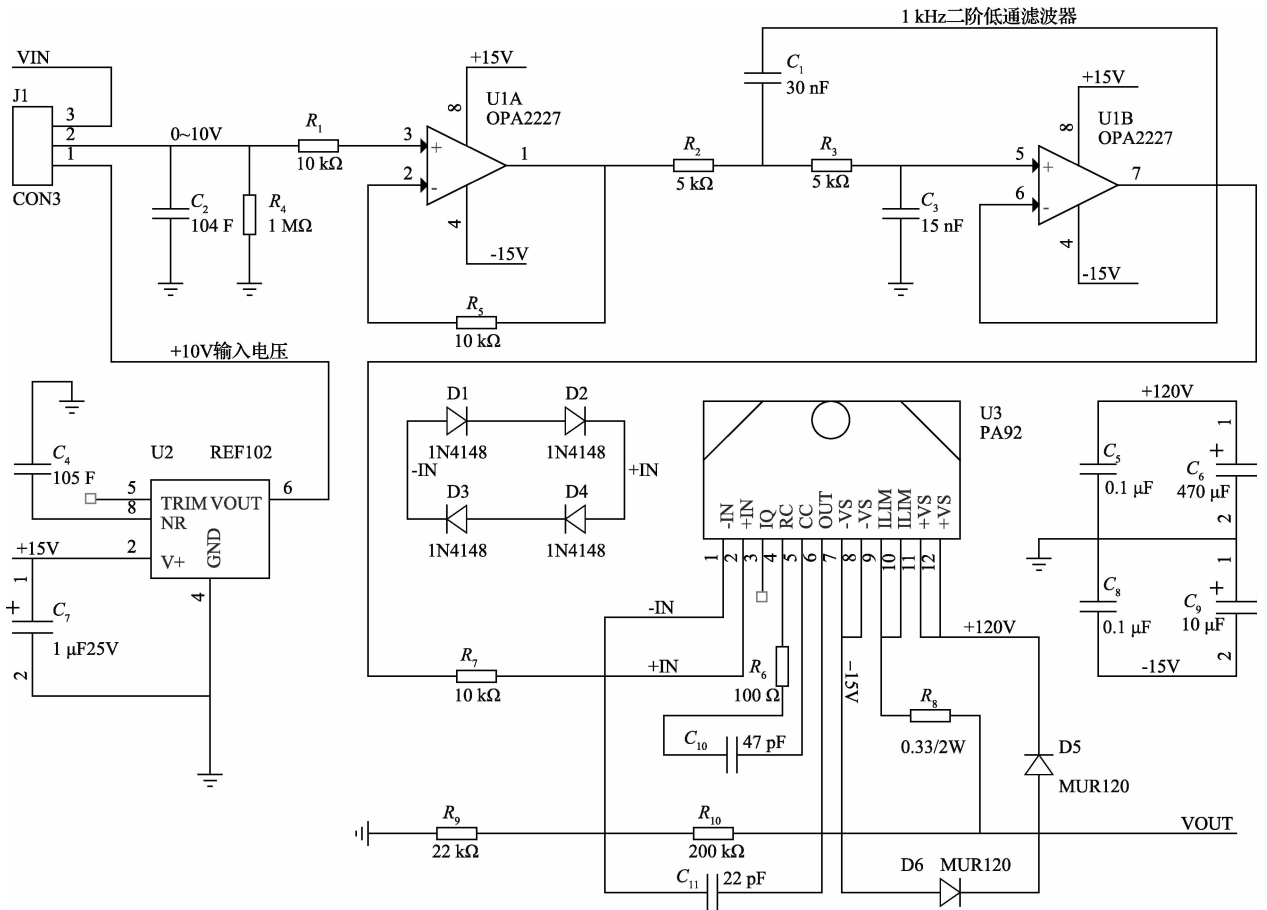 1 kHz二阶低通滤波器
VIN
J1
3
2
1
CON3
0~10V
R1
10 kΩ
C2
104 F
R4
1 MΩ
3
2
+
-
+15V
8
U1A
OPA2227
1
4
-15V
R5
10 kΩ
R2
5 kΩ
C1
30 nF
R3
5 kΩ
C3
15 nF
5
6
+
-
+15V
8
U1B
OPA2227
7
4
-15V
+10V输入电压
C4
105 F
U2
REF102
5
8
2
6
4
TRIM VOUT
NR
V+
GND
+15V
1
+
C7
1 μF25V
2
D1
1N4148
D2
1N4148
-IN
+IN
D3
1N4148
D4
1N4148
U3
PA92
-IN
+IN
IQ
RC
CC
OUT
-VS
-VS
ILIM
ILIM
+VS
+VS
1
2
3
4
5
6
7
8
9
10
11
12
+120V
C5
0.1 μF
1
+
C6
470 μF
2
C8
0.1 μF
1
+
C9
10 μF
2
-15V
-IN
R7
10 kΩ
+IN
R6
100 Ω
C10
47 pF
−15V
+120V
R8
0.33/2W
D5
MUR120
R9
22 kΩ
R10
200 kΩ
VOUT
C11
22 pF
D6
MUR120